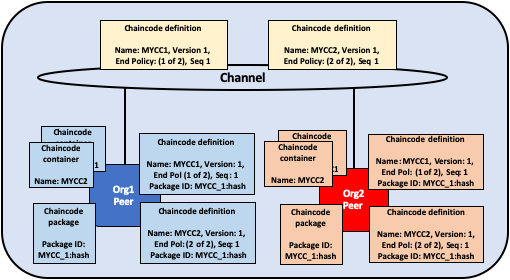 Chaincode definition
Name: MYCC1, Version 1,
End Policy: (1 of 2), Seq 1
Chaincode definition
Name: MYCC2, Version 1,
End Policy: (2 of 2), Seq 1
Channel
Chaincode
Chaincode
container
Name: MYCC2
1
Org1
Peer
Chaincode definition
Name: MYCC1, Version: 1,
End Pol (1 of 2), Seq : 1
Package ID: MYCC_1:hash
Chaincode
package
Package ID:
MYCC_1:hash
Chaincode definition
Name: MYCC2, Version: 1,
End Pol: (2 of 2), Seq: 1
Package ID: MYCC_1:hash
Chaincode
Chaincode
container
Name: MYCC2
1
Org2
Peer
Chaincode definition
Name: MYCC1, Version: 1,
End Pol: (1 of 2), Seq 1
Package ID: MYCC_1:hash
Chaincode
package
Package ID:
MYCC_1:hash
Chaincode definition
Name: MYCC2, Version: 1,
End Pol: (2 of 2), Seq: 1
Package ID: MYCC_1:hash